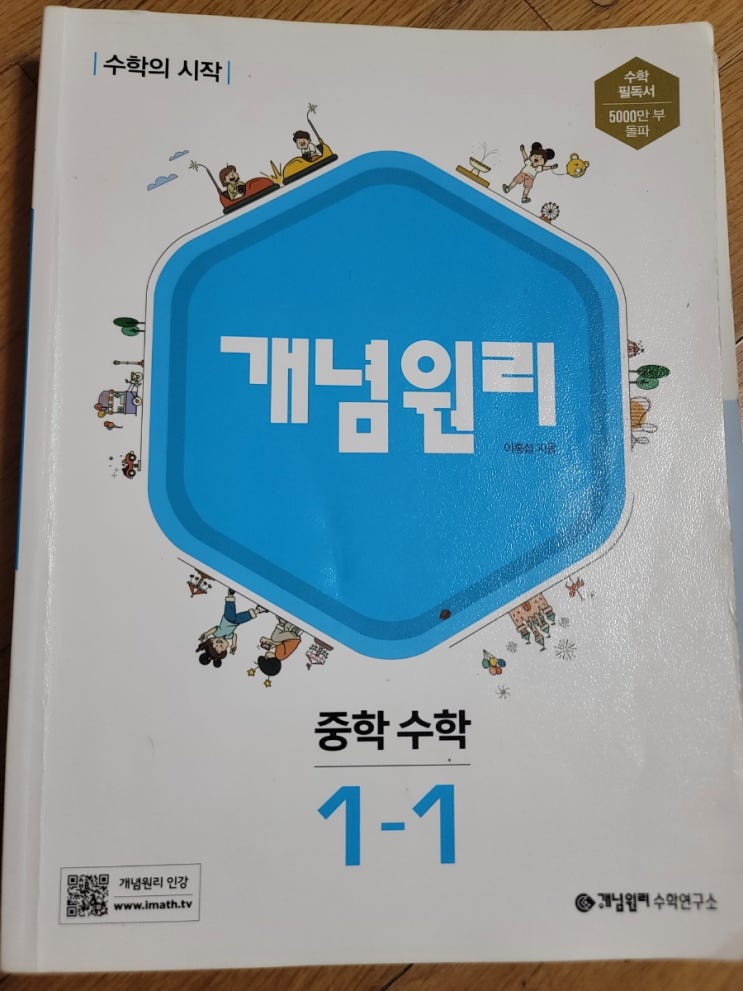 수학의 시작
수학
필독서
5000만 부
돌파
개념원리
이홍섭 지음
중학 수학
1-1
개념원리 인강
www.imath.tv
개념원리 수학연구소